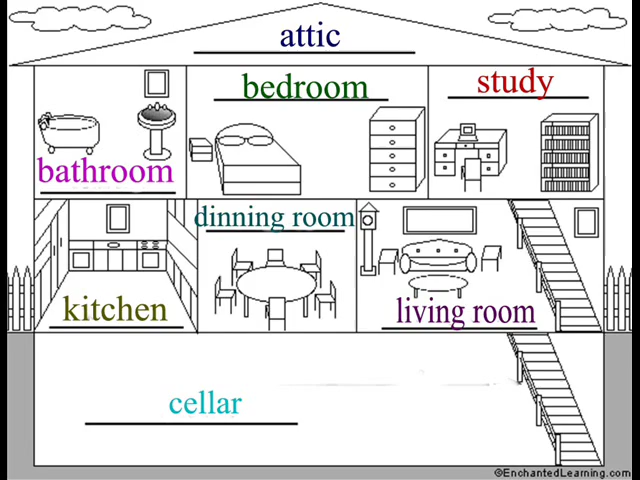 attic
bedroom
study
bathroom
dinning room
kitchen
living room
cellar
©EnchantedLearning.com